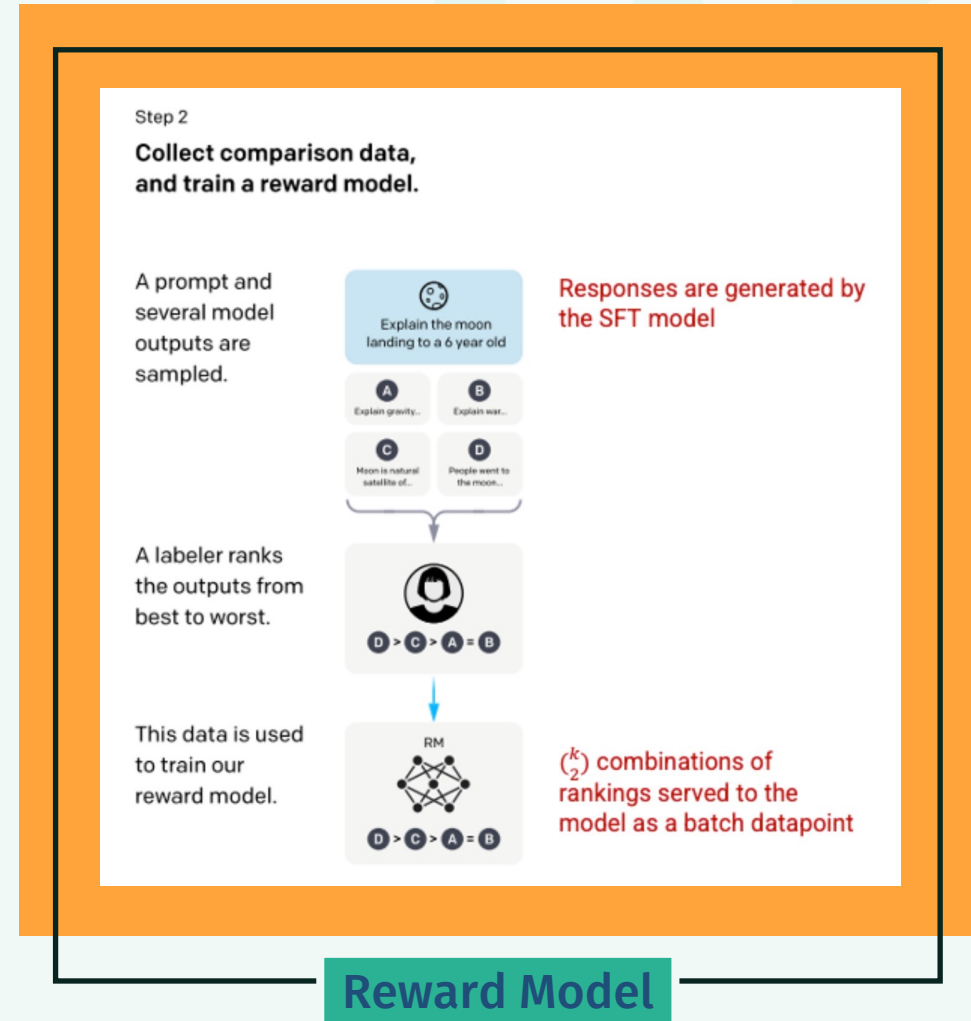 Step 2
Collect comparison data,
and train a reward model.
A prompt and
several model
outputs are
sampled.
Explain the moon
landing to a 6 year old
Responses are generated by
the SFT model
A
Explain gravity...
B
Explain war...
C
Moon is natural
satellite of...
D
People went to
the moon...
A labeler ranks
the outputs from
best to worst.
D > C > A = B
This data is used
to train our
reward model.
RM
D > C > A = B
(k 2) combinations of
rankings served to the
model as a batch datapoint
Reward Model